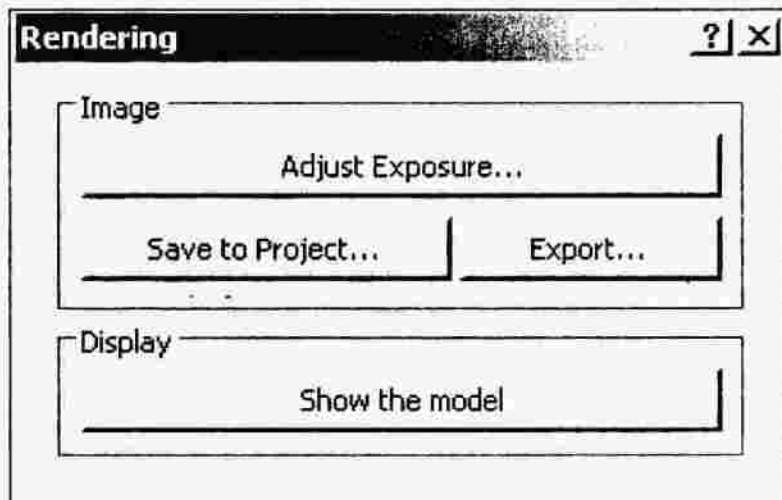 Rendering ? ×
Image
Adjust Exposure...
Save to Project... Export...
Display
Show the model